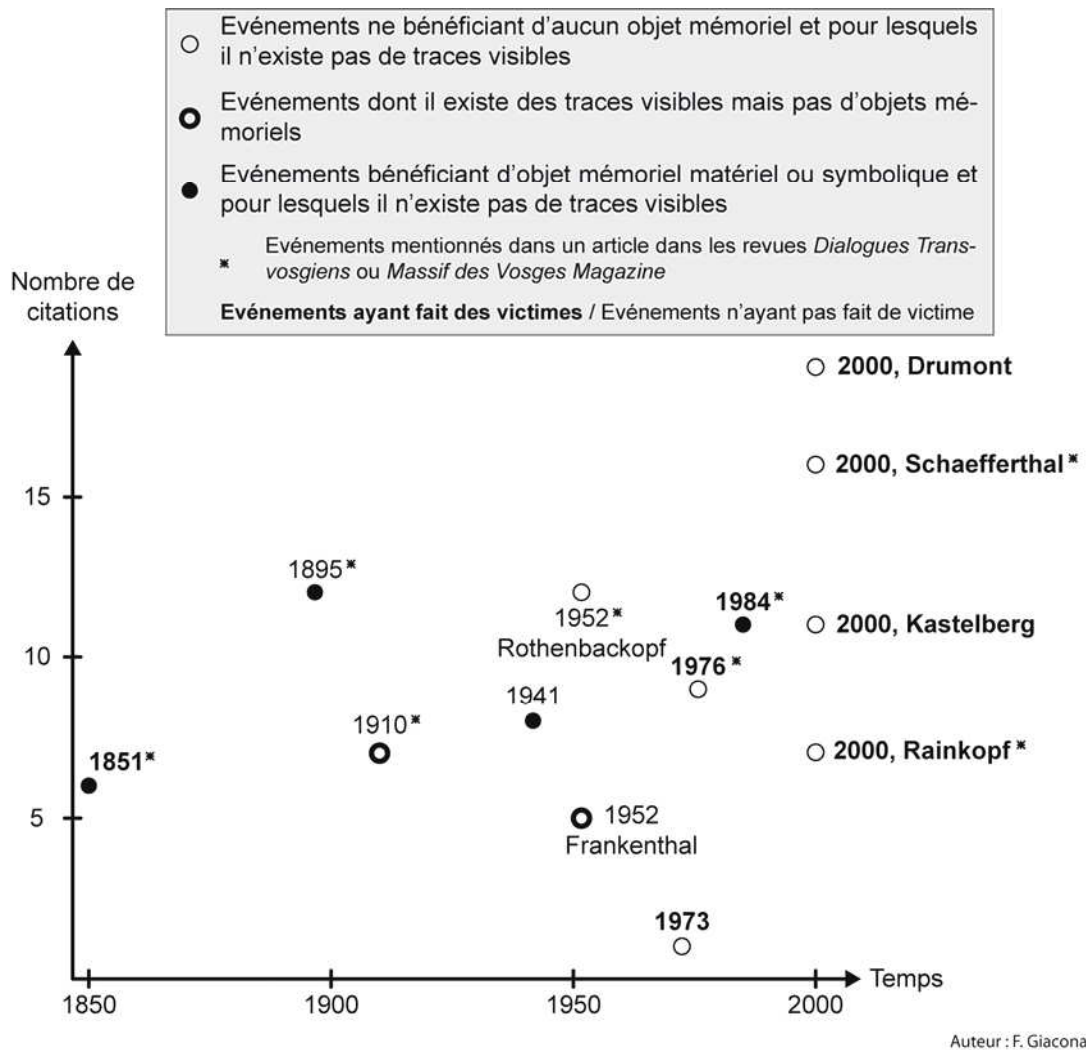 Evénements ne bénéficiant d'aucun objet mémoriel et pour lesquels
il n'existe pas de traces visibles
Evénements dont il existe des traces visibles mais pas d'objets mé-
moriels
Evénements bénéficiant d'objet mémoriel matériel ou symbolique et
pour lesquels il n'existe pas de traces visibles
* Evénements mentionnés dans un article dans les revues Dialogues Trans-
vosgiens ou Massif des Vosges Magazine
Evénements ayant fait des victimes / Evénements n'ayant pas fait de victime
Nombre de
citations
2000, Drumont
2000, Schaefferthal*
15
1895*
1952*
Rothenbackopf
1984*
2000, Kastelberg
10
1976*
1941
1910*
2000, Rainkopf*
1851*
5
1952
Frankenthal
1973
Temps
1850
1900
1950
2000
Auteur : F. Giacona